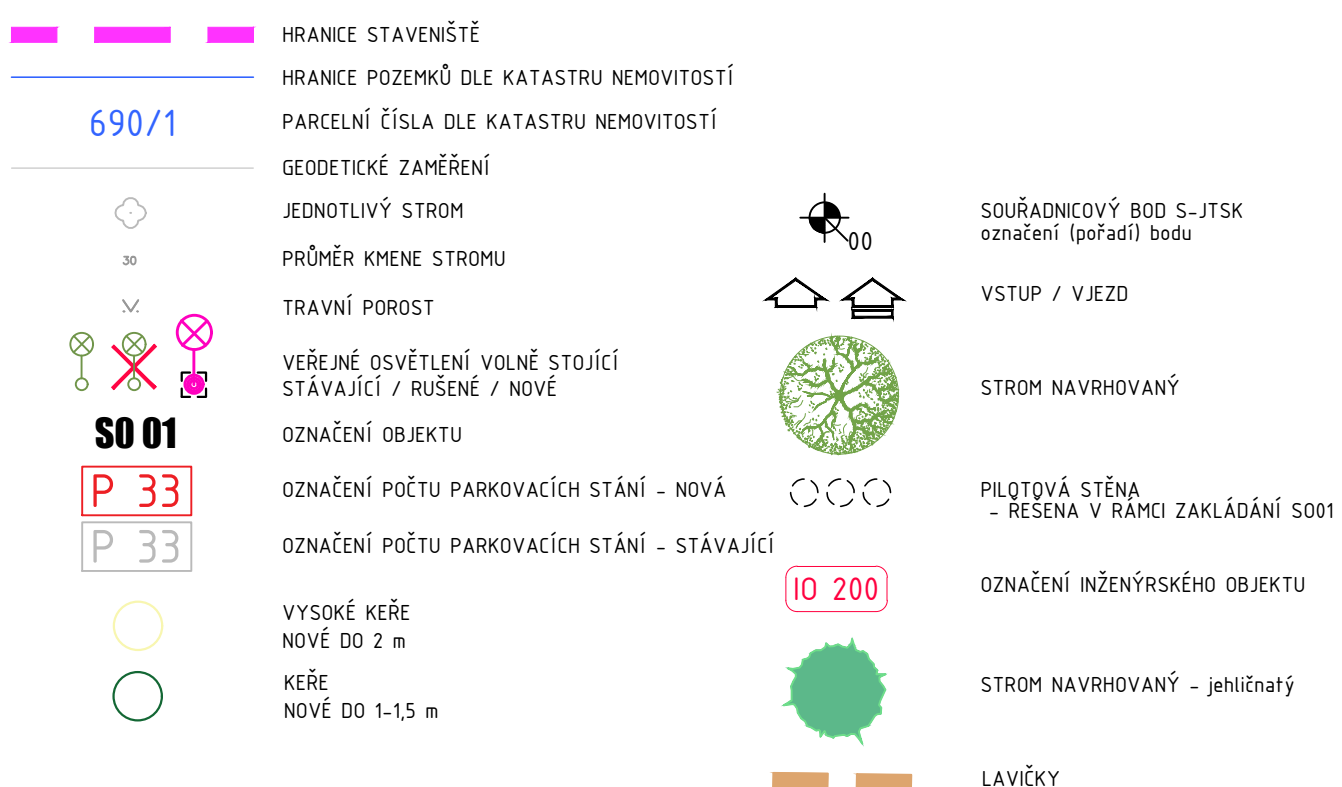 HRANICE STAVENIŠTĚ
HRANICE POZEMKŮ DLE KATASTRU NEMOVITOSTÍ
690/1
PARCELNÍ ČÍSLA DLE KATASTRU NEMOVITOSTÍ
GEODETICKÉ ZAMĚŘENÍ
JEDNOTLIVÝ STROM
30
PRŮMĚR KMENE STROMU
TRAVNÍ POROST
VEŘEJNÉ OSVĚTLENÍ VOLNĚ STOJÍCÍ
STÁVAJÍCÍ / RUŠENÉ / NOVÉ
SO 01
OZNAČENÍ OBJEKTU
P 33
OZNAČENÍ POČTU PARKOVACÍCH STÁNÍ - NOVÁ
P 33
OZNAČENÍ POČTU PARKOVACÍCH STÁNÍ - STÁVAJÍCÍ
VYSOKÉ KEŘE
NOVÉ DO 2 m
KEŘE
NOVÉ DO 1-1,5 m
00
SOUŘADNICOVÝ BOD S-JTSK
označení (pořadí) bodu
VSTUP / VJEZD
STROM NAVRHOVANÝ
PILOTOVÁ STĚNA
- ŘEŠENA V RÁMCI ZAKLÁDÁNÍ SO01
IO 200
OZNAČENÍ INŽENÝRSKÉHO OBJEKTU
STROM NAVRHOVANÝ - jehličnatý
LAVIČKY